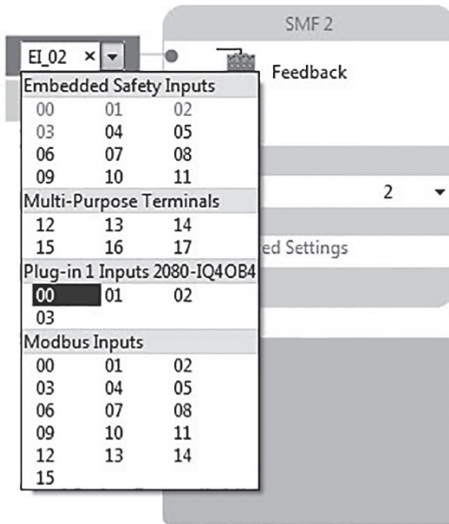 SMF 2
EI_02 ×
Feedback
Embedded Safety Inputs
00 01 02
03 04 05
06 07 08
09 10 11
Multi-Purpose Terminals
12 13 14
15 16 17
2
ed Settings
Plug-in 1 Inputs 2080-IQ4OB4
00 01 02
03
Modbus Inputs
00 01 02
03 04 05
06 07 08
09 10 11
12 13 14
15